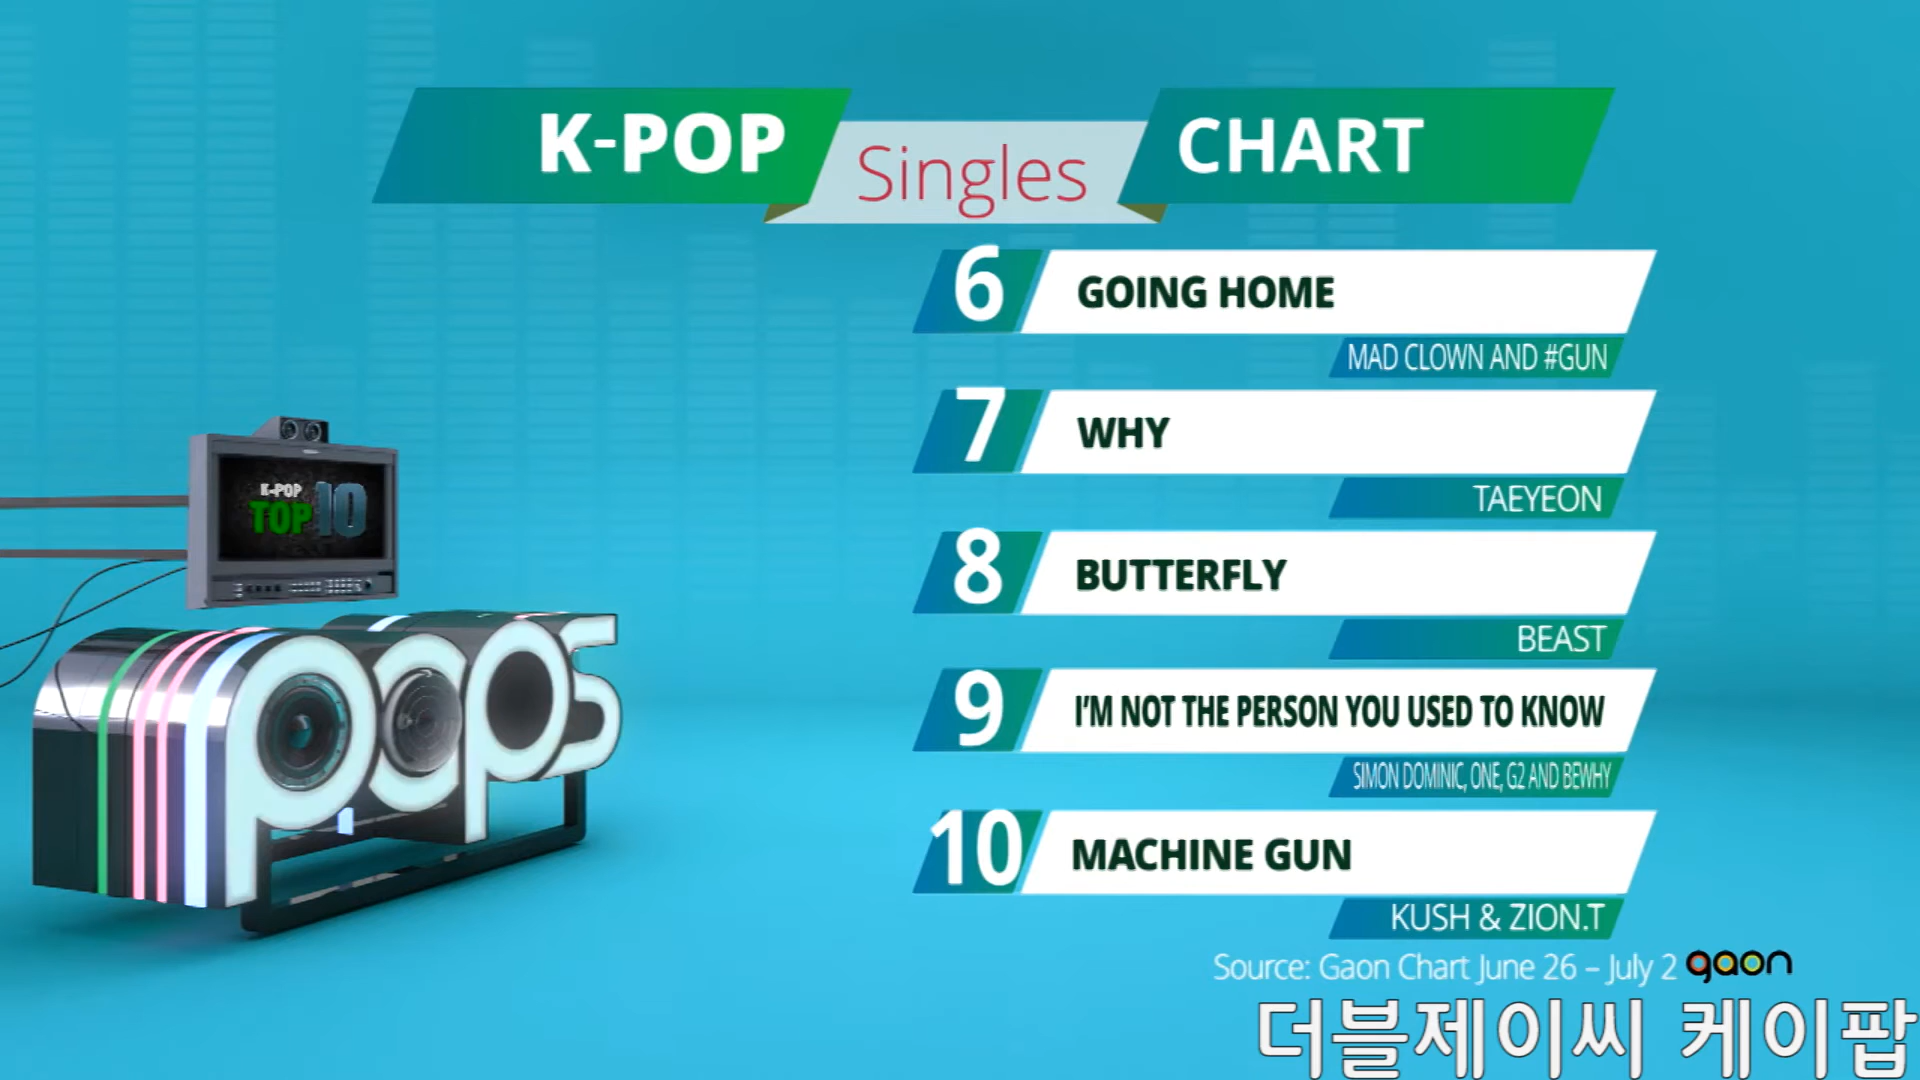 K-POP Singles CHART
6 GOING HOME
MAD CLOWN AND #GUN
7 WHY
TAEYEON
K-POP
TOP 10
8 BUTTERFLY
BEAST
pops
9 I'M NOT THE PERSON YOU USED TO KNOW
SIMON DOMINIC, ONE, G2 AND BEWHY
10 MACHINE GUN
KUSH & ZION.T
Source: Gaon Chart June 26 – July 2 gaon
더블제이씨 케이팝